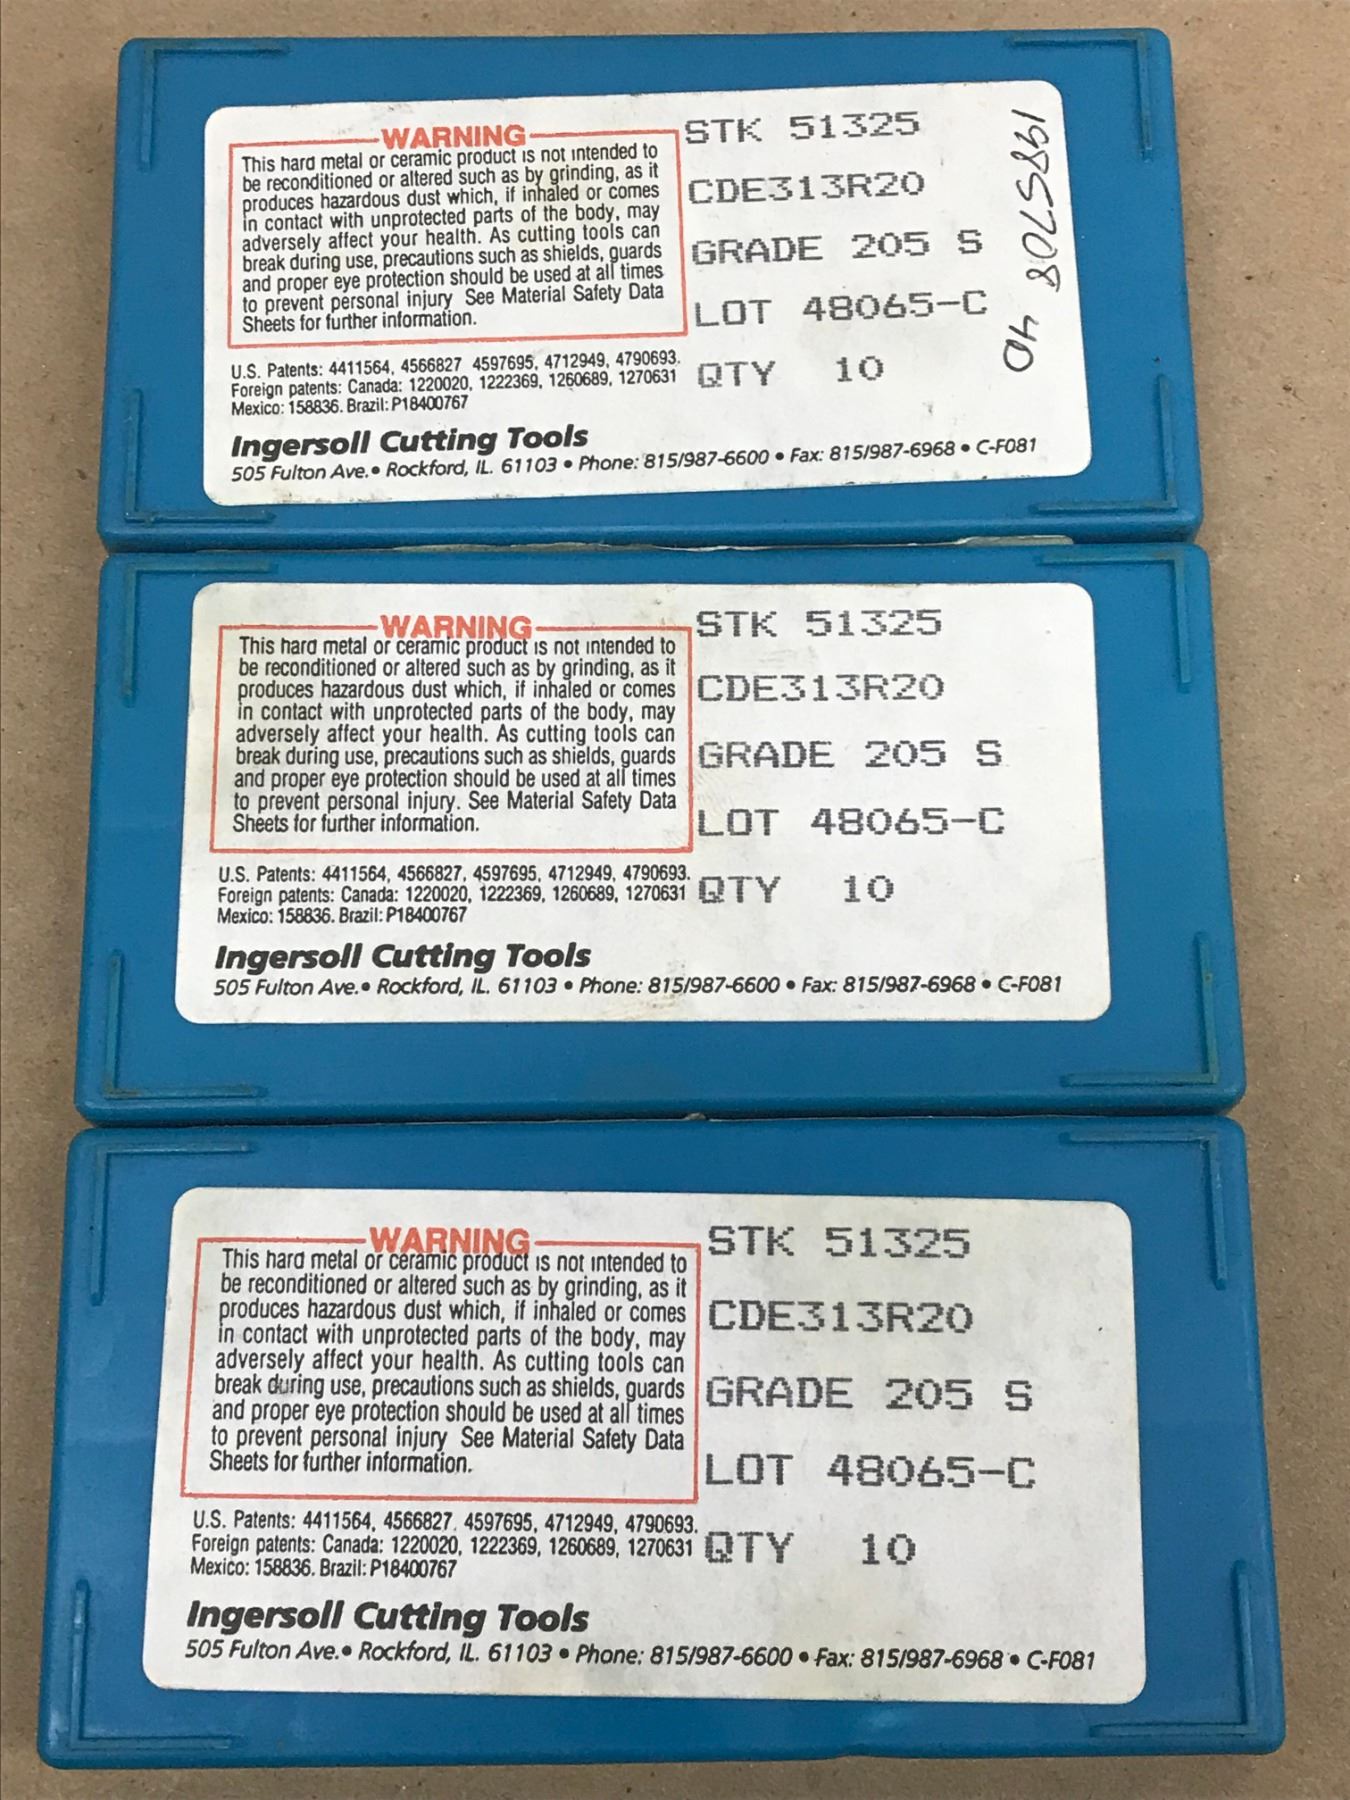 WARNING
This hard metal or ceramic product is not intended to
be reconditioned or altered such as by grinding, as it
produces hazardous dust which, if inhaled or comes
in contact with unprotected parts of the body, may
adversely affect your health. As cutting tools can
break during use, precautions such as shields, guards
and proper eye protection should be used at all times
to prevent personal injury See Material Safety Data
Sheets for further information.
U.S. Patents: 4411564, 4566827 4597695, 4712949, 4790693.
Foreign patents: Canada: 1220020, 1222369, 1260689, 1270631
Mexico: 158836. Brazil: P18400767
STK 51325
CDE313R20
GRADE 205 S
LOT 48065-C
QTY 10
40
Ingersoll Cutting Tools
505 Fulton Ave. • Rockford, IL. 61103 • Phone: 815/987-6600 • Fax: 815/987-6968 • C-F081
WARNING
This hard metal or ceramic product is not intended to
be reconditioned or altered such as by grinding, as it
produces hazardous dust which, if inhaled or comes
in contact with unprotected parts of the body, may
adversely affect your health. As cutting tools can
break during use, precautions such as shields, guards
and proper eye protection should be used at all times
to prevent personal injury. See Material Safety Data
Sheets for further information.
U.S. Patents: 4411564, 4566827, 4597695, 4712949, 4790693.
Foreign patents: Canada: 1220020, 1222369, 1260689, 1270631
Mexico: 158836. Brazil: P18400767
STK 51325
CDE313R20
GRADE 205 S
LOT 48065-C
QTY 10
Ingersoll Cutting Tools
505 Fulton Ave. • Rockford, IL. 61103 • Phone: 815/987-6600 • Fax: 815/987-6968 • C-F081
WARNING
This hard metal or ceramic product is not intended to
be reconditioned or altered such as by grinding, as it
produces hazardous dust which, if inhaled or comes
in contact with unprotected parts of the body, may
adversely affect your health. As cutting tools can
break during use, precautions such as shields, guards
and proper eye protection should be used at all times
to prevent personal injury See Material Safety Data
Sheets for further information.
U.S. Patents: 4411564, 4566827, 4597695, 4712949, 4790693.
Foreign patents: Canada: 1220020, 1222369, 1260689, 1270631
Mexico: 158836. Brazil: P18400767
STK 51325
CDE313R20
GRADE 205 S
LOT 48065-C
QTY 10
Ingersoll Cutting Tools
505 Fulton Ave. • Rockford, IL. 61103 • Phone: 815/987-6600 • Fax: 815/987-6968 • C-F081